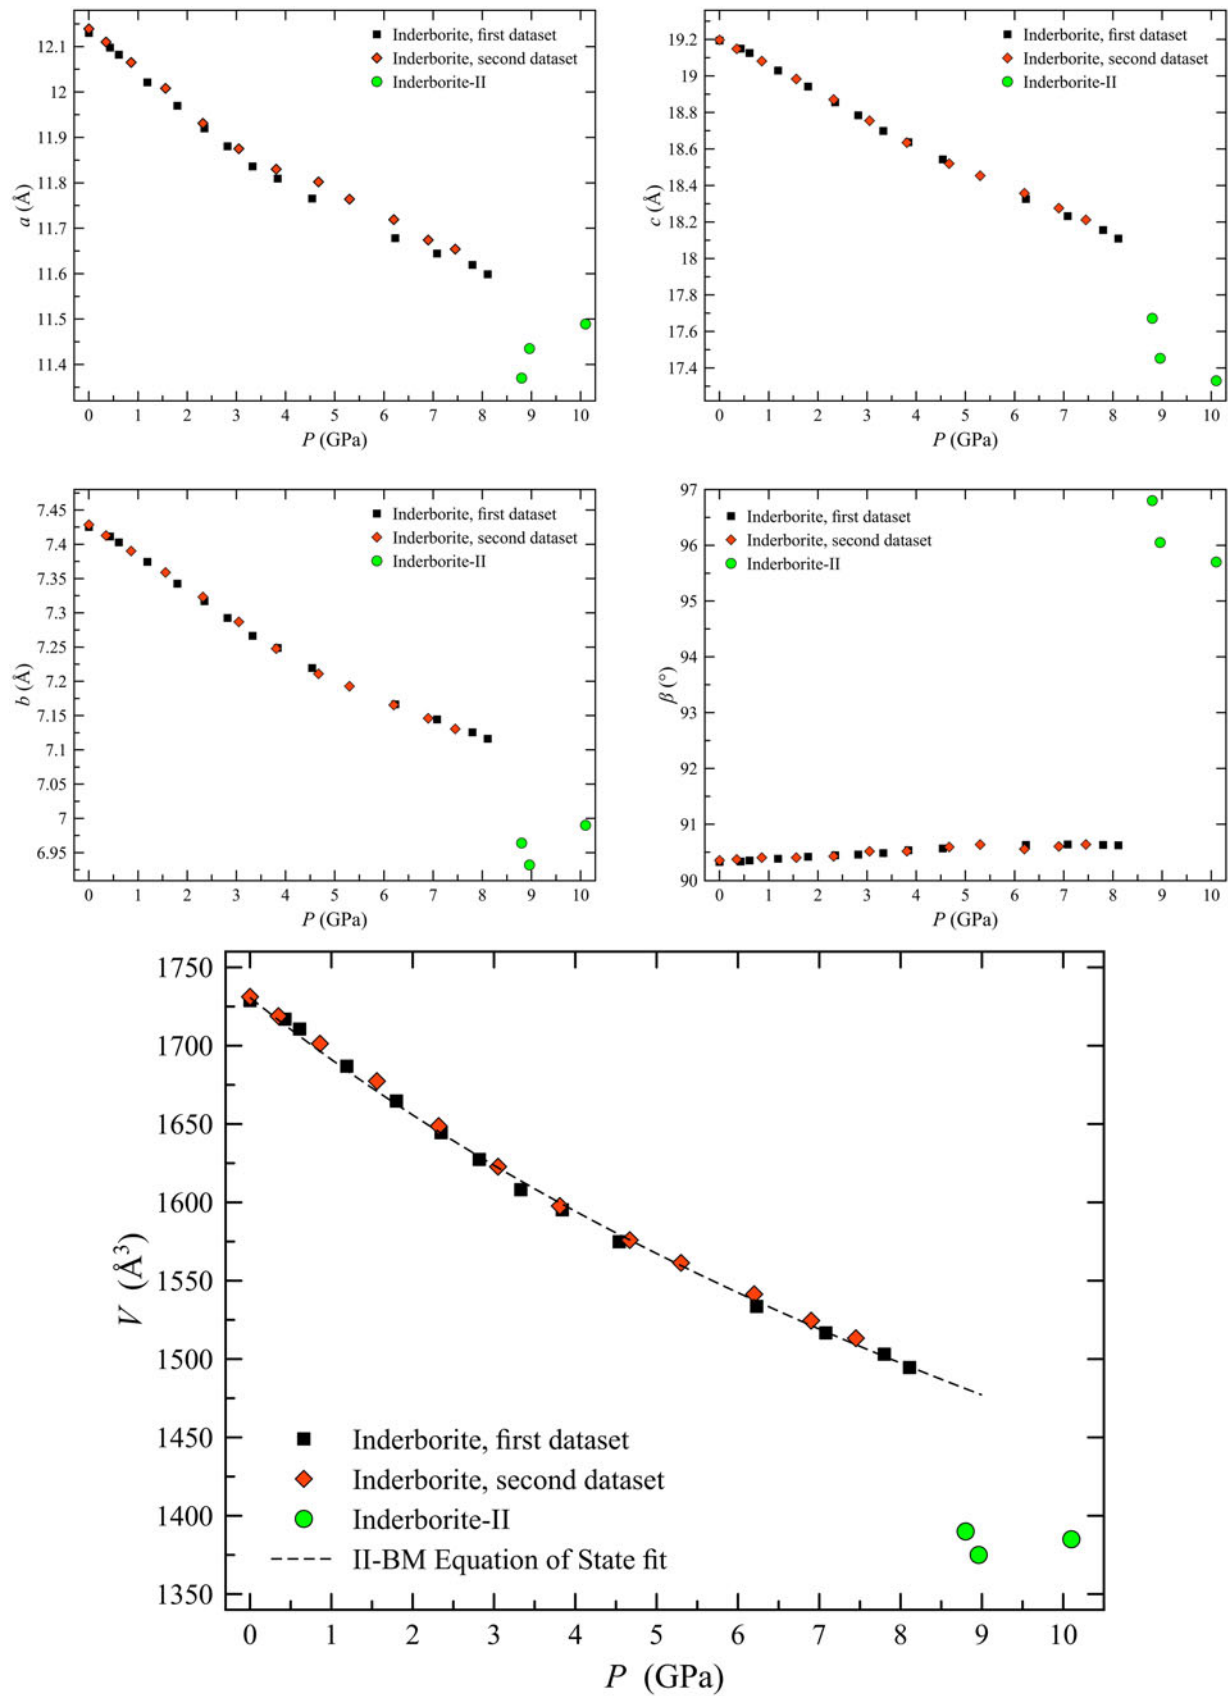 12.1
12
11.9
11.8
11.7
11.6
11.5
11.4
a (Å)
Inderborite, first dataset
Inderborite, second dataset
Inderborite-II
0 1 2 3 4 5 6 7 8 9 10
P (GPa)
19.2
19
18.8
18.6
18.4
18.2
18
17.8
17.6
17.4
c (Å)
Inderborite, first dataset
Inderborite, second dataset
Inderborite-II
0 1 2 3 4 5 6 7 8 9 10
P (GPa)
7.45
7.4
7.35
7.3
7.25
7.2
7.15
7.1
7.05
7
6.95
b (Å)
Inderborite, first dataset
Inderborite, second dataset
Inderborite-II
0 1 2 3 4 5 6 7 8 9 10
P (GPa)
97
96
95
94
93
92
91
90
β (°)
Inderborite, first dataset
Inderborite, second dataset
Inderborite-II
0 1 2 3 4 5 6 7 8 9 10
P (GPa)
1750
1700
1650
1600
1550
1500
1450
1400
1350
V (Å³)
Inderborite, first dataset
Inderborite, second dataset
Inderborite-II
II-BM Equation of State fit
0 1 2 3 4 5 6 7 8 9 10
P (GPa)